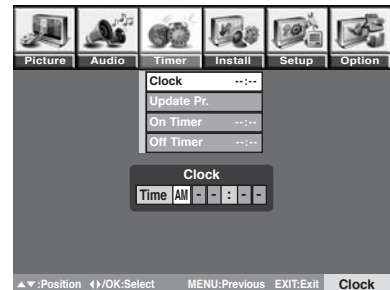 Picture Audio Timer Install Setup Option
Clock --:--
Update Pr.
On Timer --:--
Off Timer --:--
Clock
Time AM - - : - -
▲▼:Position ◀▶/OK:Select MENU:Previous EXIT:Exit Clock